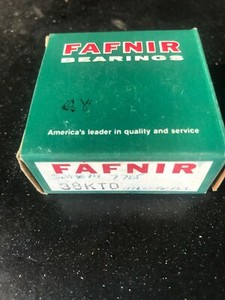 FAFNIR
BEARINGS
America's leader in quality and service
FAFNIR
38KTD